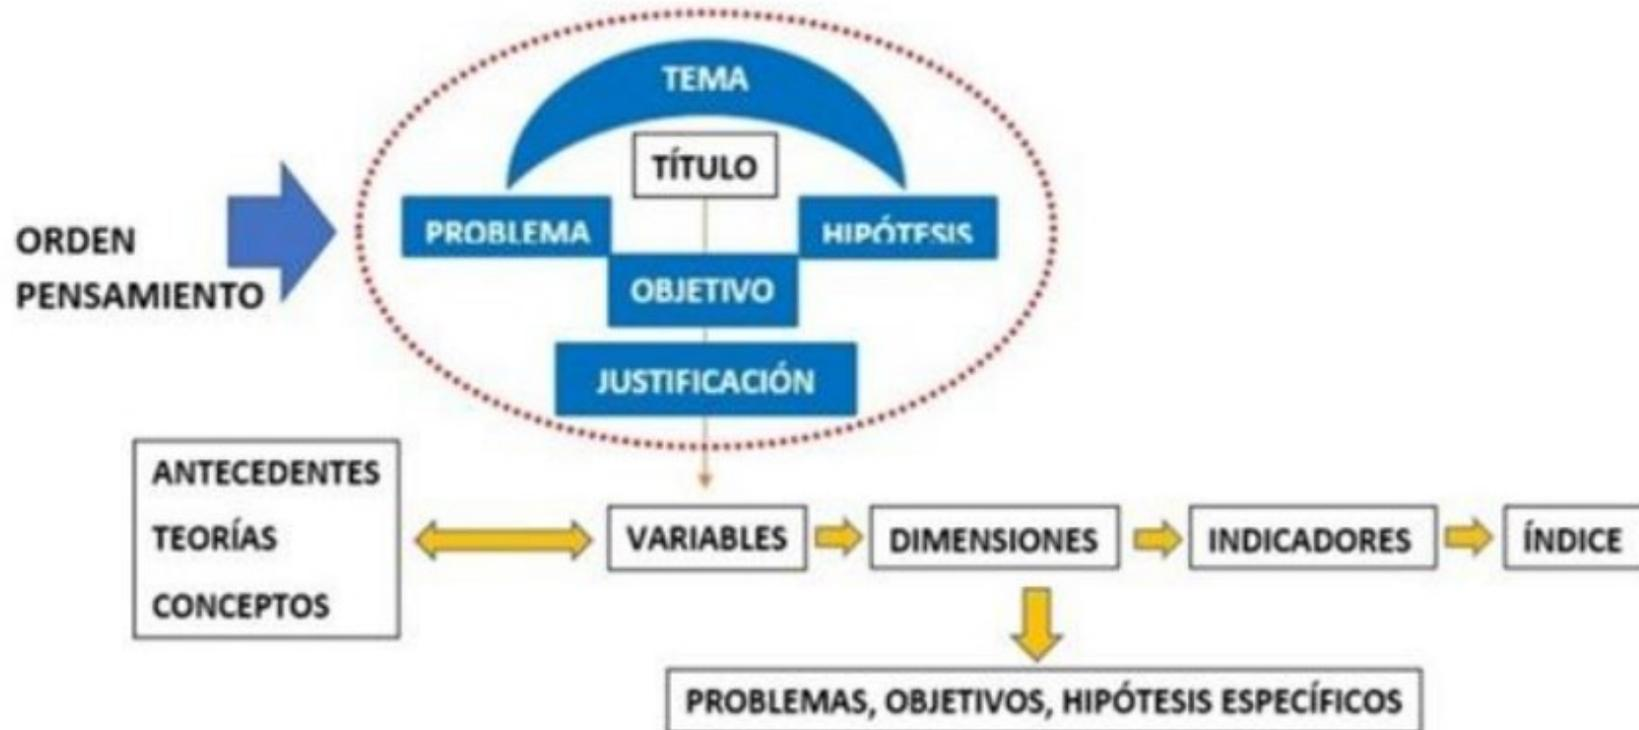 TEMA
TÍTULO
PROBLEMA
HIPÓTESIS
ORDEN
PENSAMIENTO
OBJETIVO
JUSTIFICACIÓN
ANTECEDENTES
TEORÍAS
CONCEPTOS
VARIABLES
DIMENSIONES
INDICADORES
ÍNDICE
PROBLEMAS, OBJETIVOS, HIPÓTESIS ESPECÍFICOS